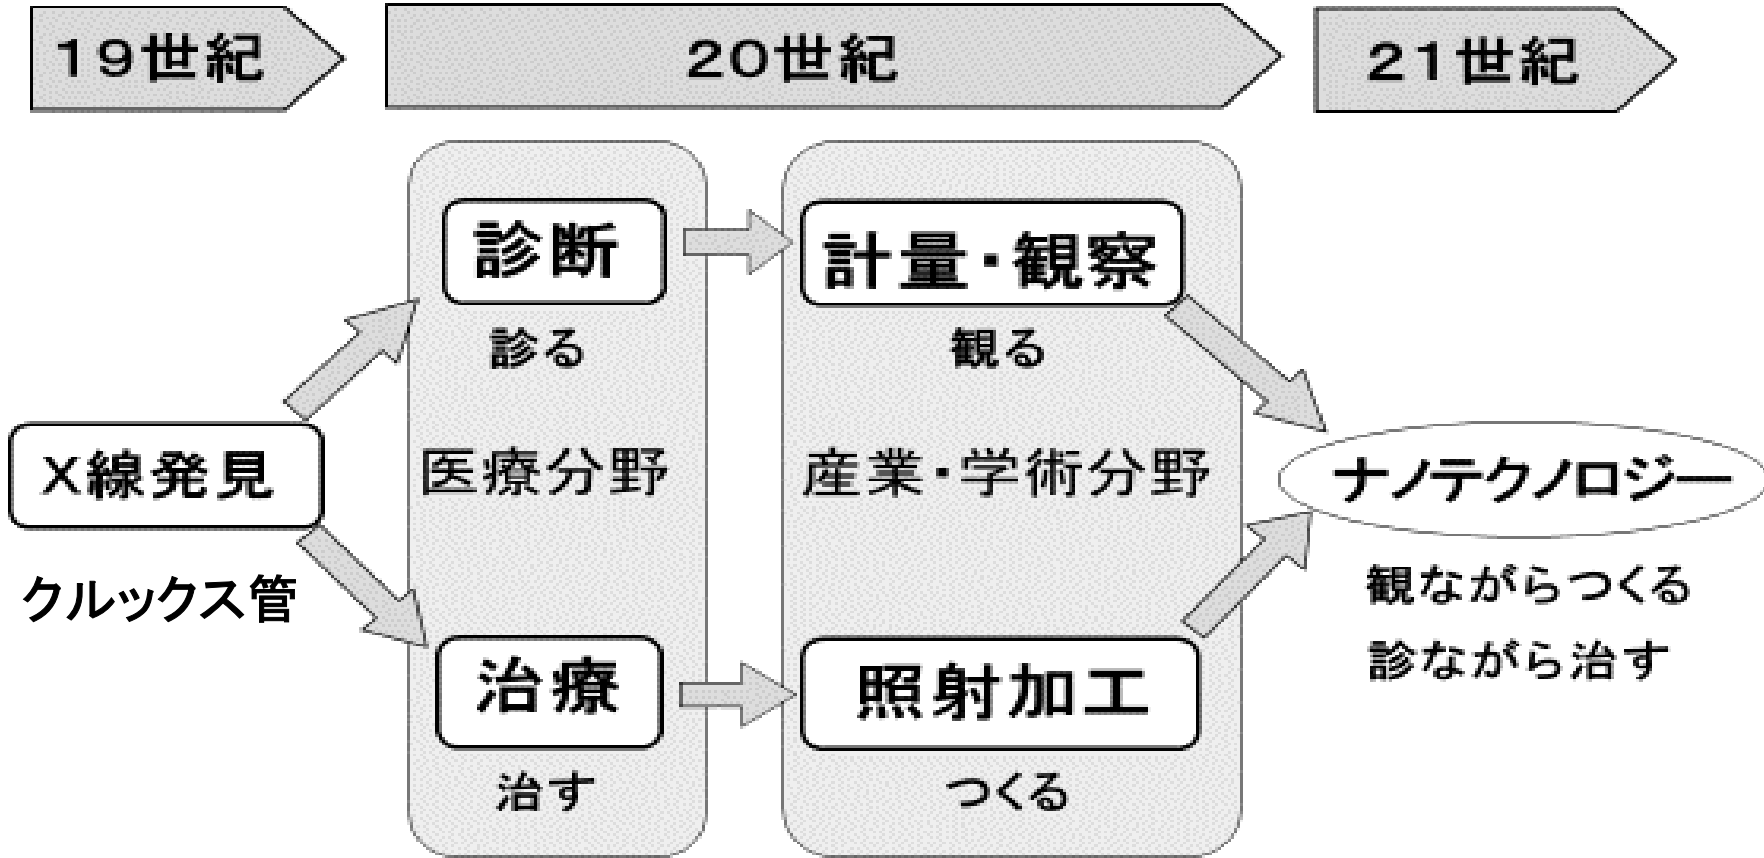 19世紀
20世紀
21世紀
診断
診る
計量・観察
観る
X線発見
クルックス管
医療分野
産業・学術分野
ナノテクノロジー
観ながらつくる
診ながら治す
治療
治す
照射加工
つくる